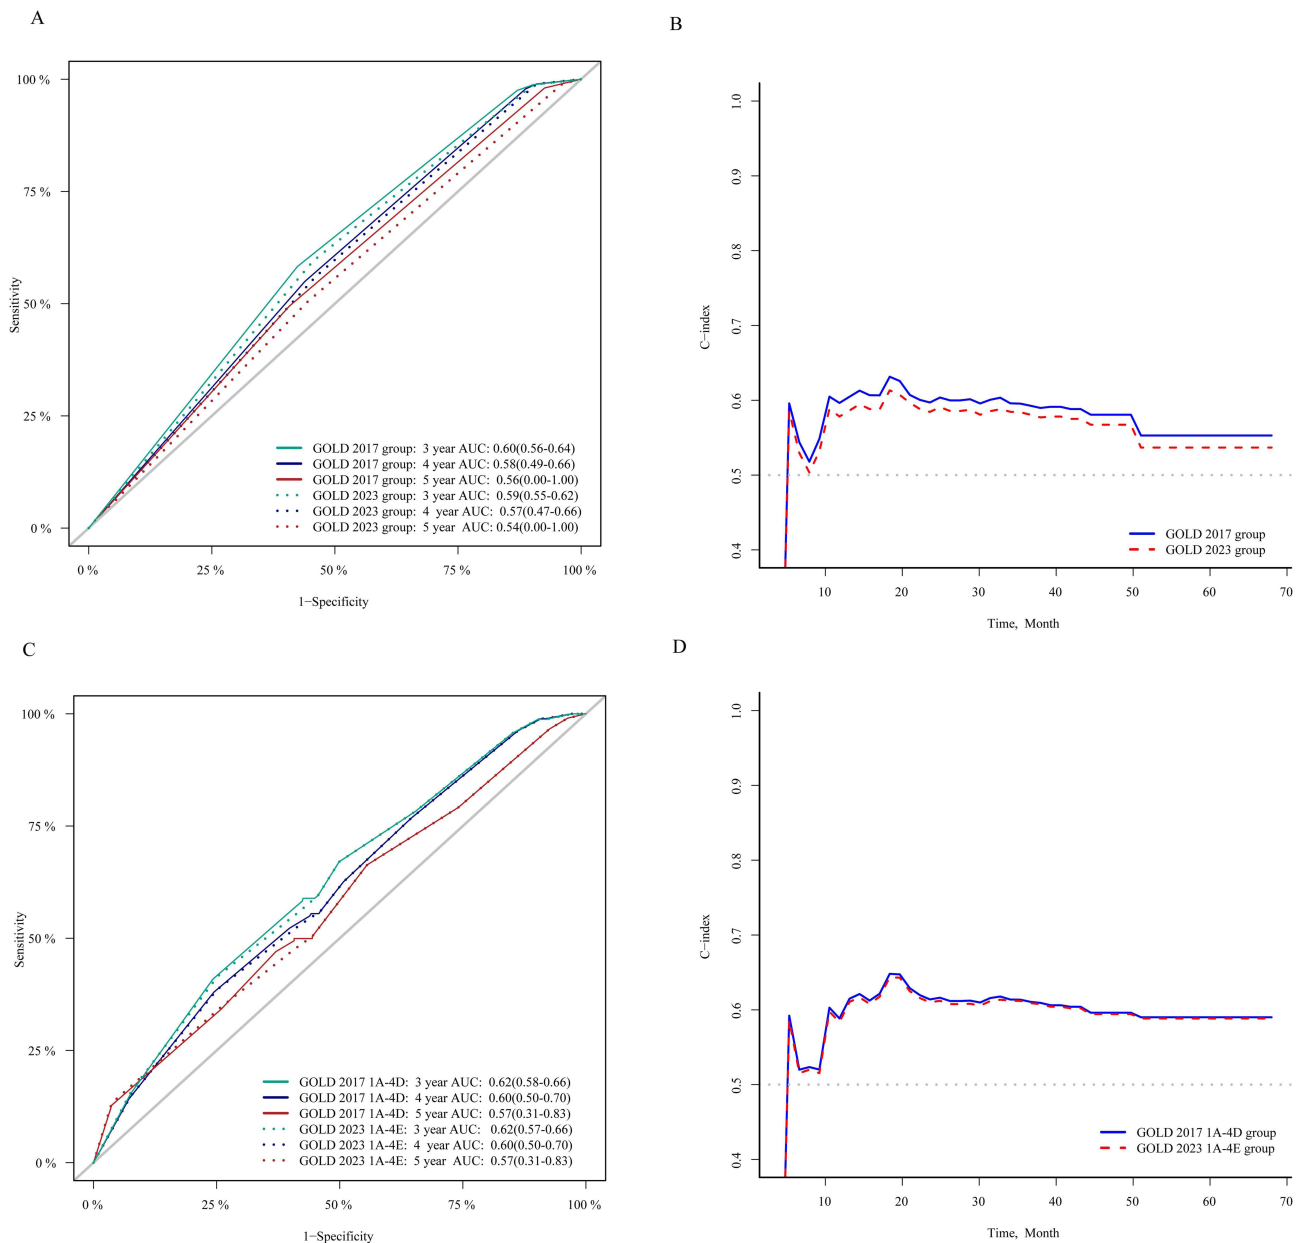 A
100 %
75 %
50 %
25 %
0 %
Sensitivity
GOLD 2017 group: 3 year AUC: 0.60(0.56-0.64)
GOLD 2017 group: 4 year AUC: 0.58(0.49-0.66)
GOLD 2017 group: 5 year AUC: 0.56(0.00-1.00)
GOLD 2023 group: 3 year AUC: 0.59(0.55-0.62)
GOLD 2023 group: 4 year AUC: 0.57(0.47-0.66)
GOLD 2023 group: 5 year AUC: 0.54(0.00-1.00)
0 % 25 % 50 % 75 % 100 %
1−Specificity
B
1.0
0.9
0.8
0.7
0.6
0.5
0.4
C−index
GOLD 2017 group
GOLD 2023 group
10 20 30 40 50 60 70
Time, Month
C
100 %
75 %
50 %
25 %
0 %
Sensitivity
GOLD 2017 1A-4D: 3 year AUC: 0.62(0.58-0.66)
GOLD 2017 1A-4D: 4 year AUC: 0.60(0.50-0.70)
GOLD 2017 1A-4D: 5 year AUC: 0.57(0.31-0.83)
GOLD 2023 1A-4E: 3 year AUC: 0.62(0.57-0.66)
GOLD 2023 1A-4E: 4 year AUC: 0.60(0.50-0.70)
GOLD 2023 1A-4E: 5 year AUC: 0.57(0.31-0.83)
0 % 25 % 50 % 75 % 100 %
1−Specificity
D
1.0
0.9
0.8
0.7
0.6
0.5
0.4
C−index
GOLD 2017 1A-4D group
GOLD 2023 1A-4E group
10 20 30 40 50 60 70
Time, Month